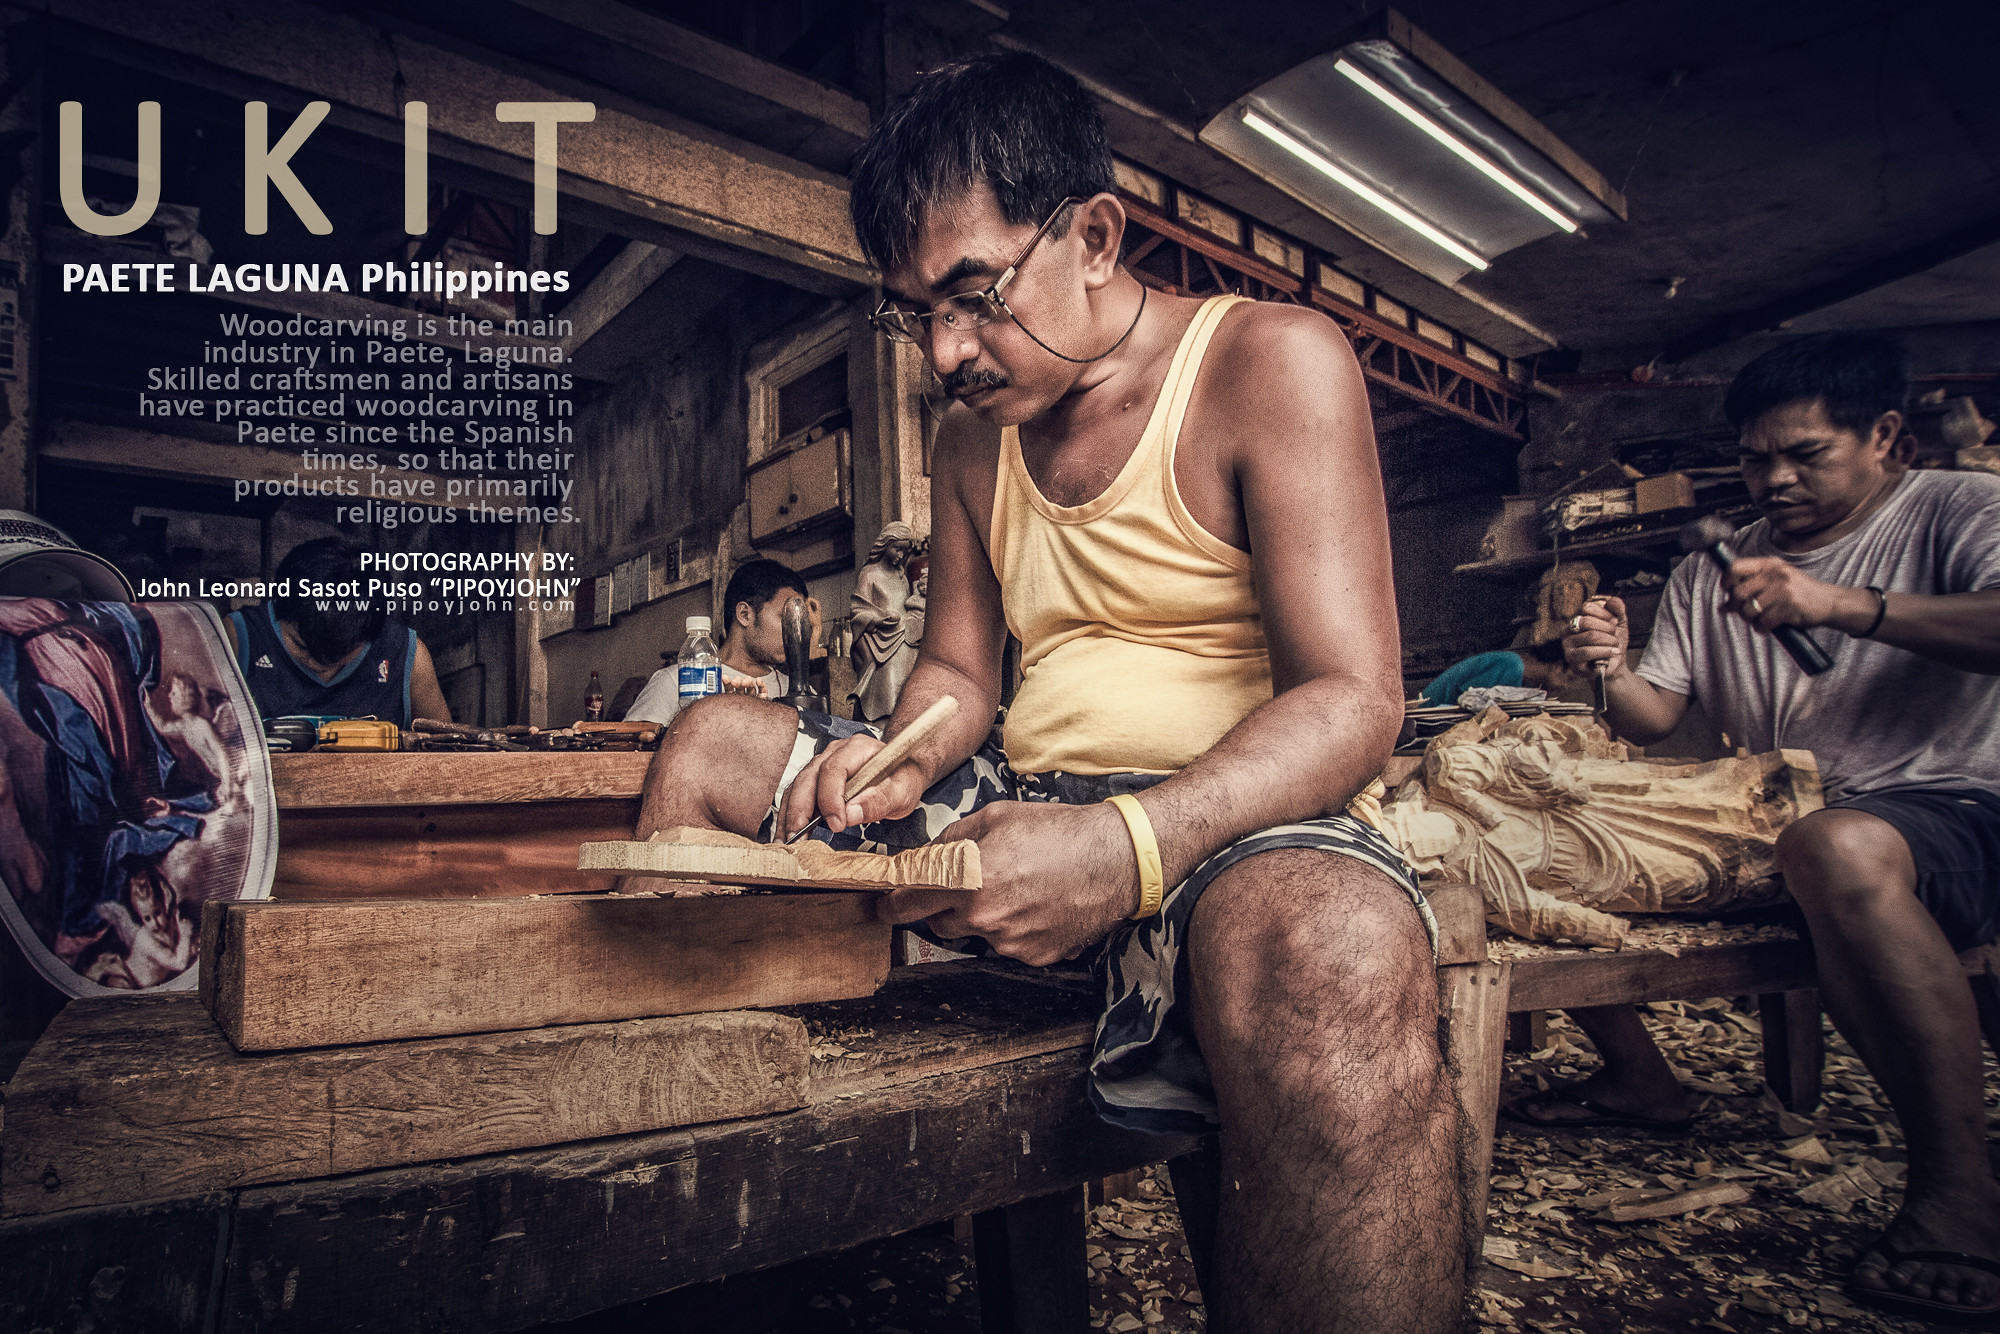 UKIT
PAETE LAGUNA Philippines
Woodcarving is the main
industry in Paete, Laguna.
Skilled craftsmen and artisans
have practiced woodcarving in
Paete since the Spanish
times, so that their
products have primarily
religious themes.
PHOTOGRAPHY BY:
John Leonard Sasot Puso “PIPOYJOHN”
www.pipoyjohn.com
NIKE